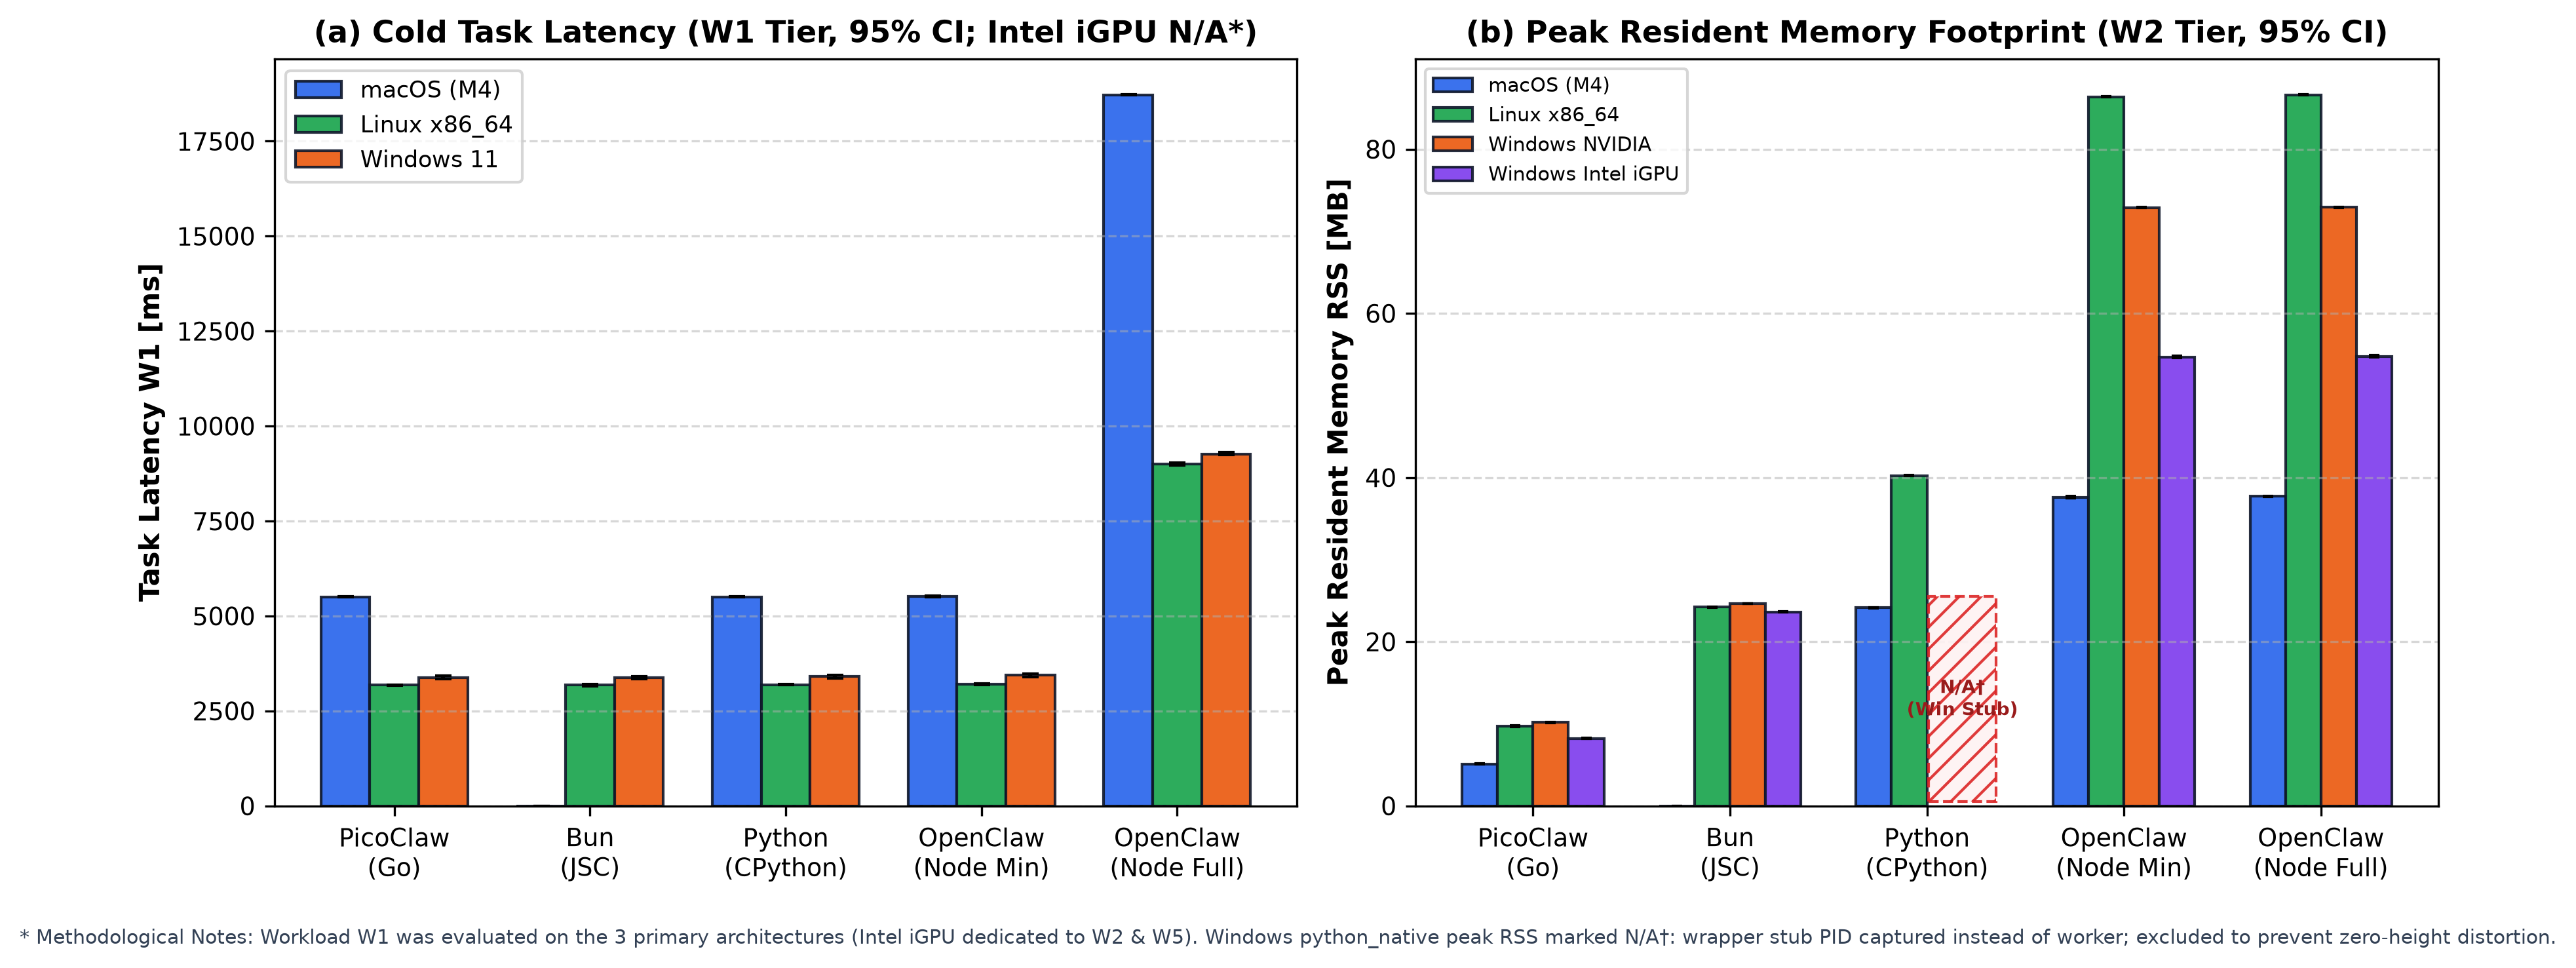 (a) Cold Task Latency (W1 Tier, 95% CI; Intel iGPU N/A*)
macOS (M4)
Linux x86_64
Windows 11
Task Latency W1 [ms]
17500
15000
12500
10000
7500
5000
2500
0
PicoClaw
(Go)
Bun
(JSC)
Python
(CPython)
OpenClaw
(Node Min)
OpenClaw
(Node Full)
(b) Peak Resident Memory Footprint (W2 Tier, 95% CI)
macOS (M4)
Linux x86_64
Windows NVIDIA
Windows Intel iGPU
Peak Resident Memory RSS [MB]
80
60
40
20
0
N/A†
(Win Stub)
PicoClaw
(Go)
Bun
(JSC)
Python
(CPython)
OpenClaw
(Node Min)
OpenClaw
(Node Full)
* Methodological Notes: Workload W1 was evaluated on the 3 primary architectures (Intel iGPU dedicated to W2 & W5). Windows python_native peak RSS marked N/A†: wrapper stub PID captured instead of worker; excluded to prevent zero-height distortion.